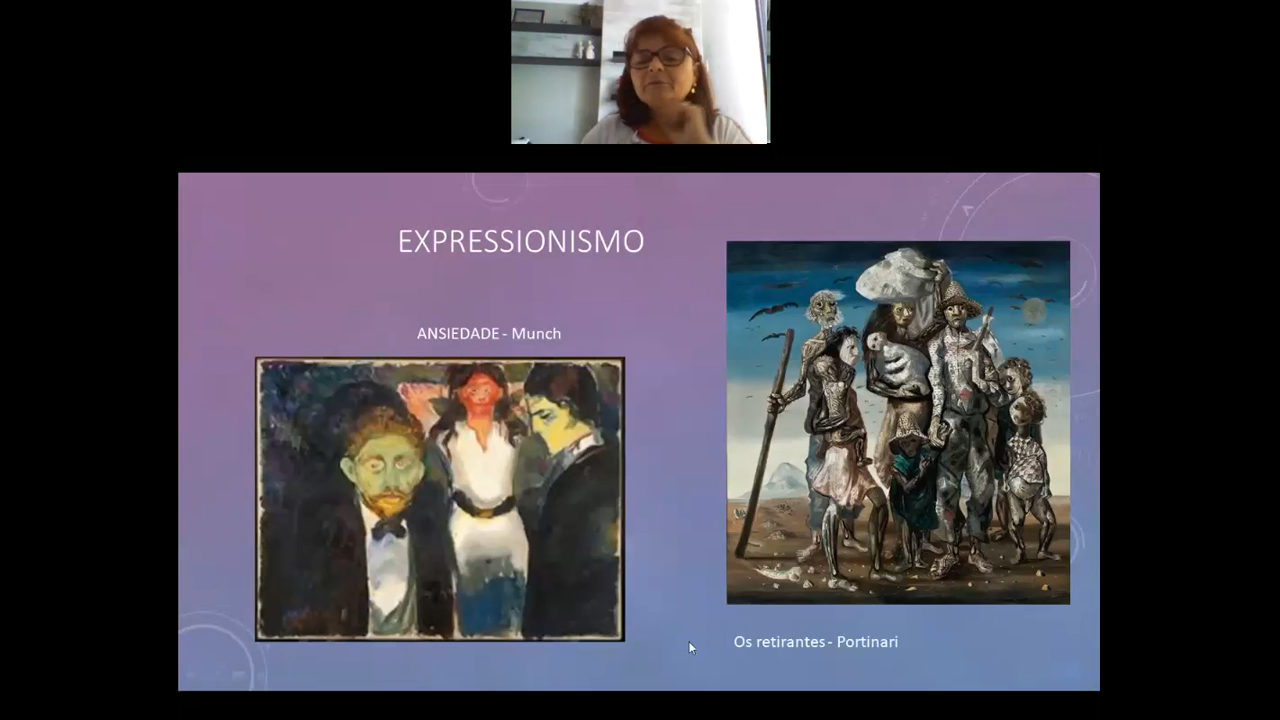 EXPRESSIONISMO
ANSIEDADE - Munch
Os retirantes - Portinari